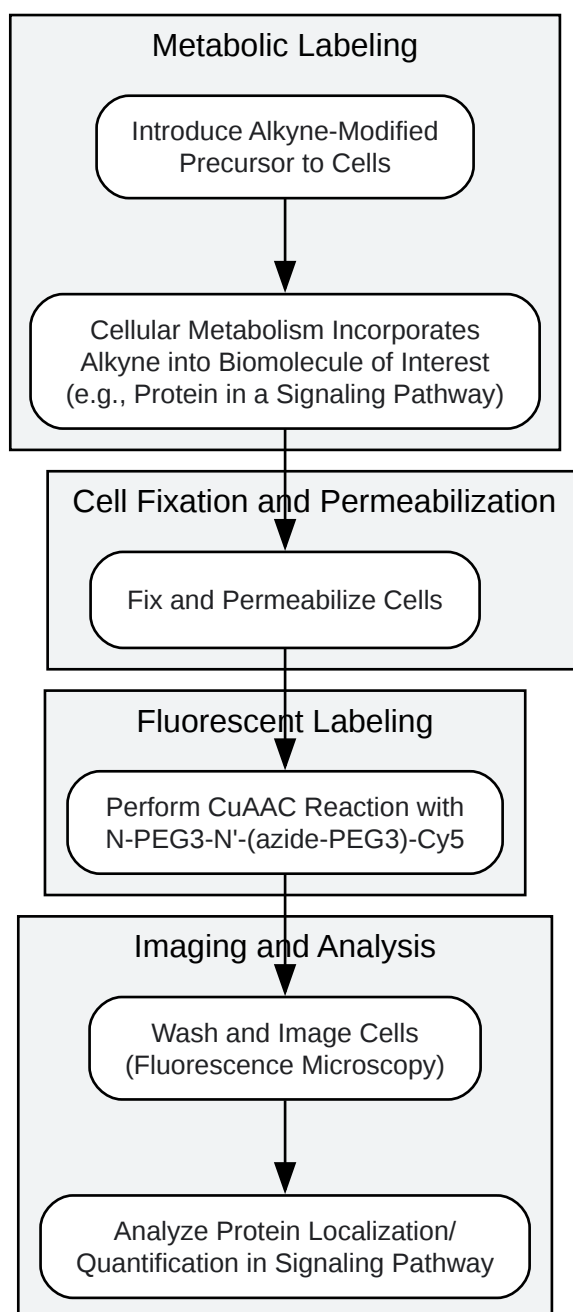 Metabolic Labeling
Introduce Alkyne-Modified
Precursor to Cells
Cellular Metabolism Incorporates
Alkyne into Biomolecule of Interest
(e.g., Protein in a Signaling Pathway)
Cell Fixation and Permeabilization
Fix and Permeabilize Cells
Fluorescent Labeling
Perform CuAAC Reaction with
N-PEG3-N'-(azide-PEG3)-Cy5
Imaging and Analysis
Wash and Image Cells
(Fluorescence Microscopy)
Analyze Protein Localization/
Quantification in Signaling Pathway